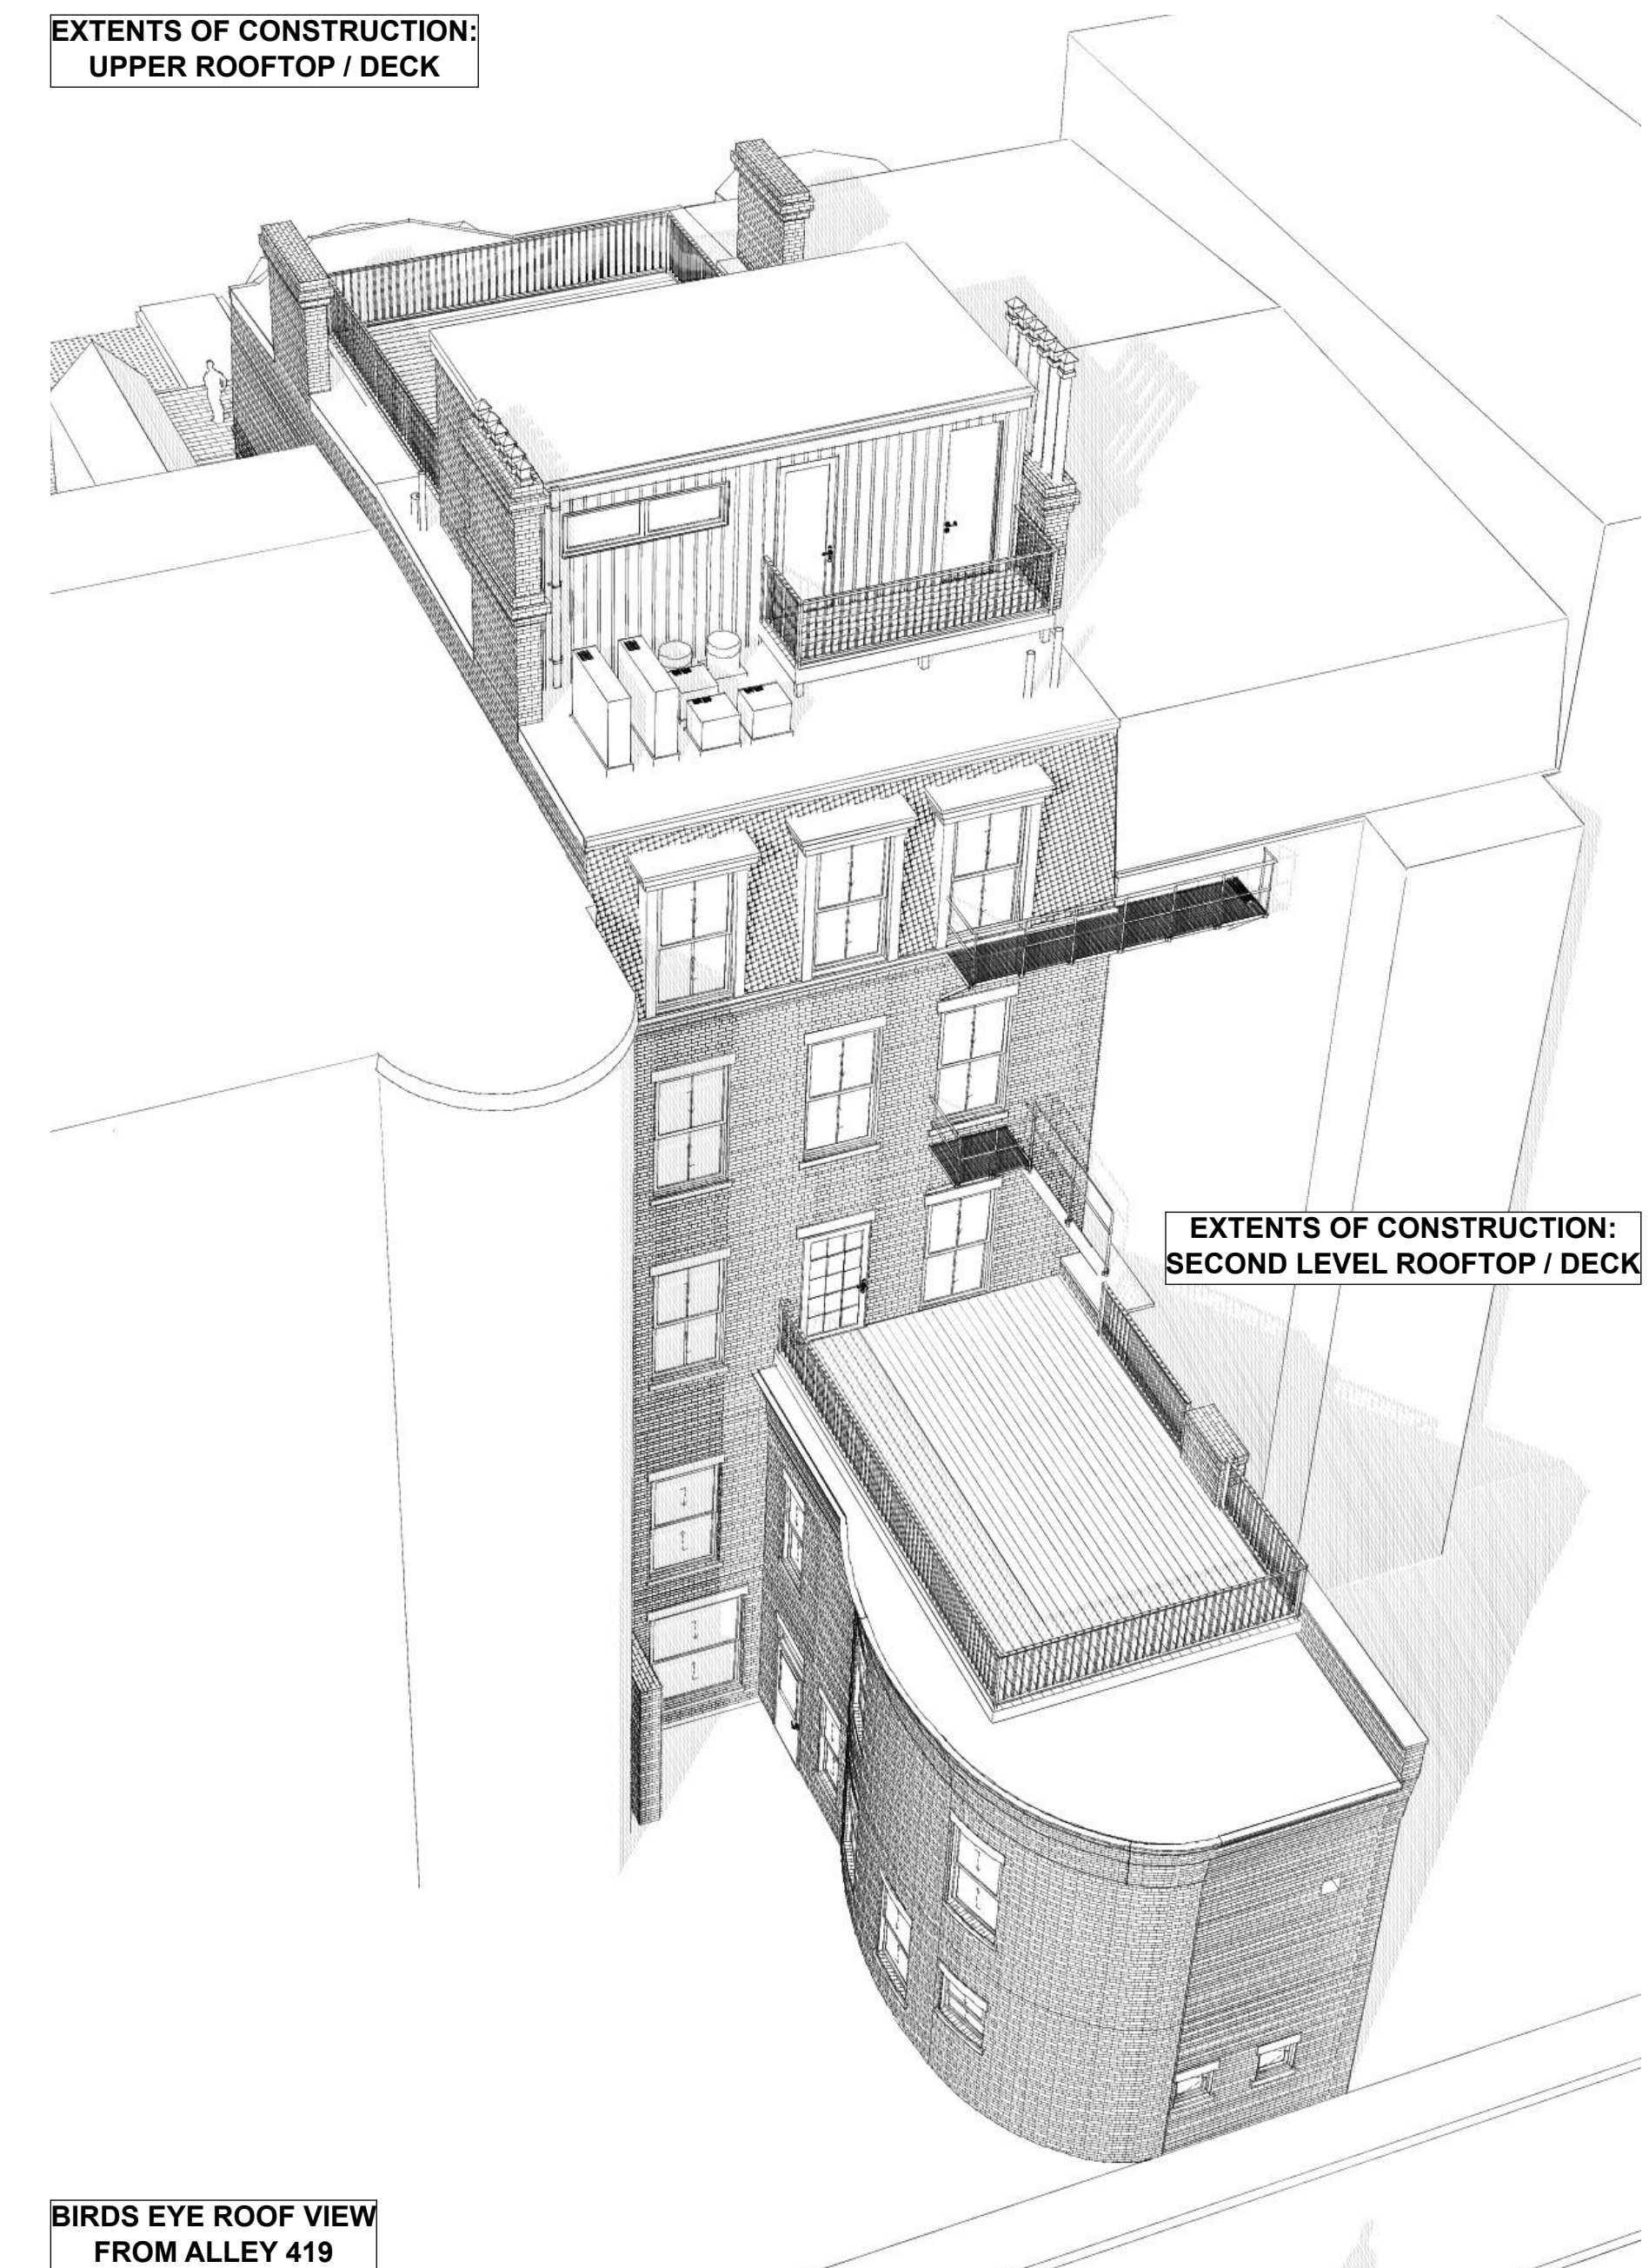 EXTENTS OF CONSTRUCTION:
UPPER ROOFTOP / DECK
EXTENTS OF CONSTRUCTION:
SECOND LEVEL ROOFTOP / DECK
BIRDS EYE ROOF VIEW
FROM ALLEY 419